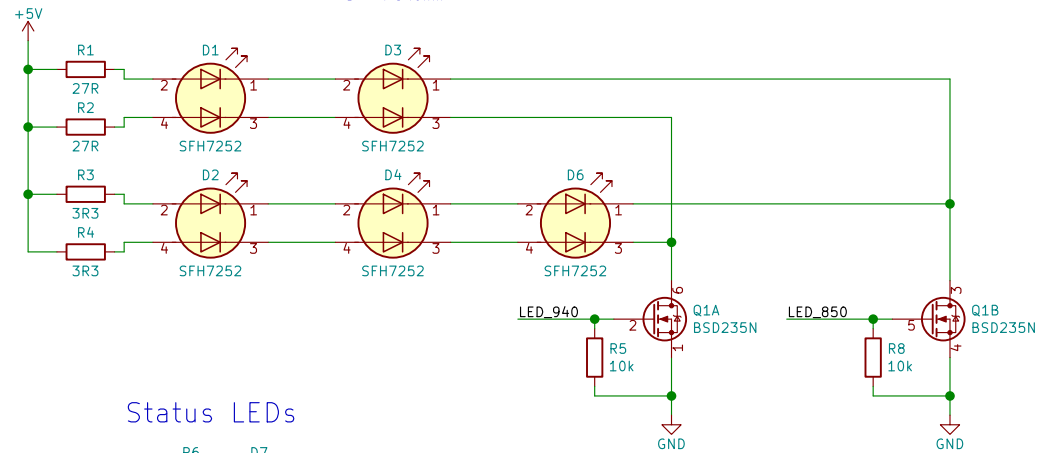 +5V
R1 D1 D3
2 1 2 1
27R
R2
4 3 4 3
27R SFH7252 SFH7252
R3 D2 D4 D6
2 1 2 1 2 1
3R3
R4
4 3 4 3 4 3
3R3 SFH7252 SFH7252 SFH7252
6 3
LED_940 Q1A LED_850 Q1B
2 BSD235N 5 BSD235N
R5 1 R8 4
10k 10k
Status LEDs
GND GND
R6 D7